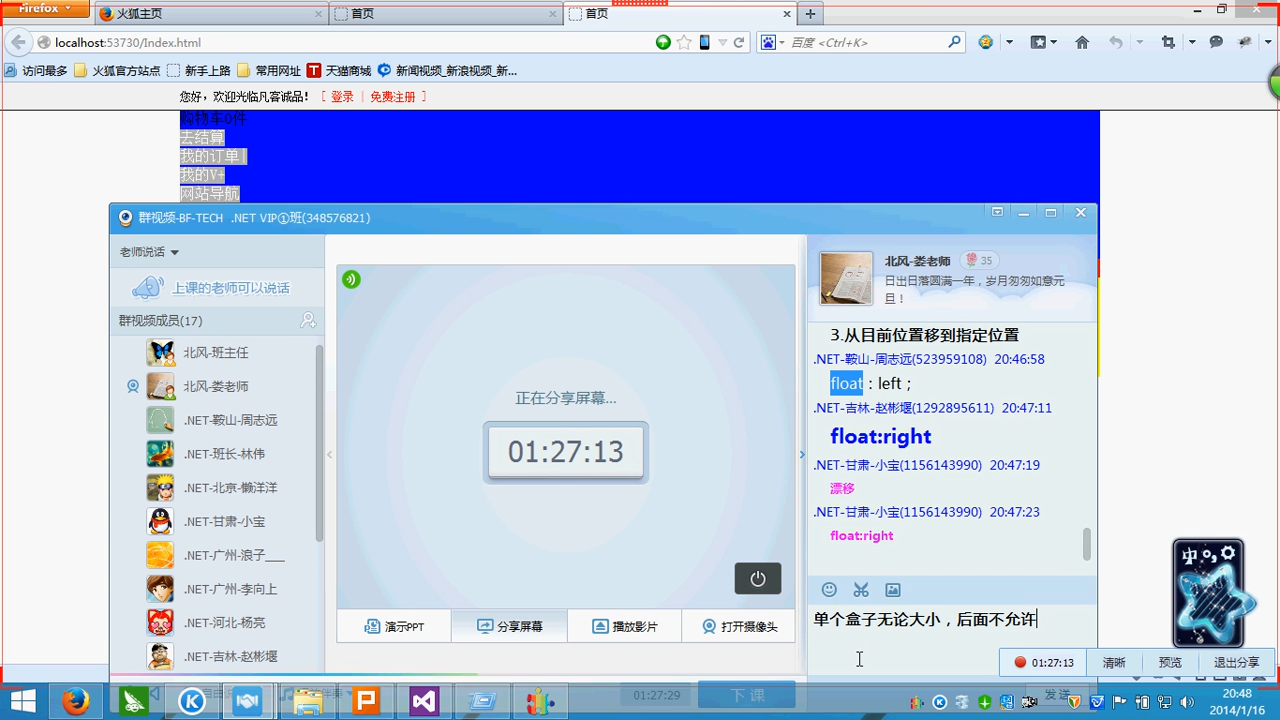 Firefox
火狐主页
首页
首页
localhost:53730/Index.html
百度 <Ctrl+K>
访问最多
火狐官方站点
新手上路
常用网址
天猫商城
新闻视频_新浪视频_新...
您好，欢迎光临凡客诚品! [ 登录 | 免费注册 ]
购物车0件
去结算
我的订单|
我的V+
网站导航
群视频-BF-TECH .NET VIP①班(348576821)
老师说话
上课的老师可以说话
群视频成员(17)
北风-班主任
北风-娄老师
.NET-鞍山-周志远
.NET-班长-林伟
.NET-北京-懒洋洋
.NET-甘肃-小宝
.NET-广州-浪子___
.NET-广州-李向上
.NET-河北-杨亮
.NET-吉林-赵彬堰
正在分享屏幕...
01:27:13
演示PPT
分享屏幕
播放影片
打开摄像头
01:27:29
下 课
北风-娄老师
35
日出日落圆满一年，岁月匆匆如意元
旦！
3.从目前位置移到指定位置
.NET-鞍山-周志远(523959108) 20:46:58
float：left；
.NET-吉林-赵彬堰(1292895611) 20:47:11
float:right
.NET-甘肃-小宝(1156143990) 20:47:19
漂移
.NET-甘肃-小宝(1156143990) 20:47:23
float:right
单个盒子无论大小，后面不允许
中
01:27:13
清晰
预览
退出分享
发送
20:48
2014/1/16